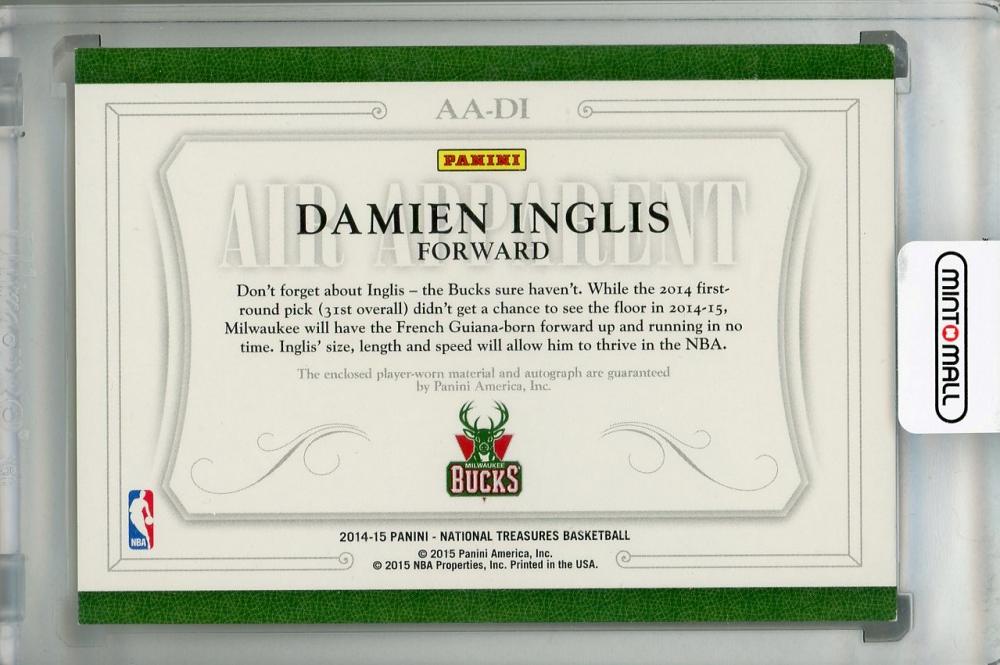 AA-DI
PANINI
AIR APPARENT
DAMIEN INGLIS
FORWARD
Don't forget about Inglis – the Bucks sure haven't. While the 2014 first-
round pick (31st overall) didn't get a chance to see the floor in 2014-15,
Milwaukee will have the French Guiana-born forward up and running in no
time. Inglis' size, length and speed will allow him to thrive in the NBA.
The enclosed player-worn material and autograph are guaranteed
by Panini America, Inc.
MILWAUKEE
BUCKS
NBA
2014-15 PANINI - NATIONAL TREASURES BASKETBALL
© 2015 Panini America, Inc.
© 2015 NBA Properties, Inc. Printed in the USA.
MINT MALL